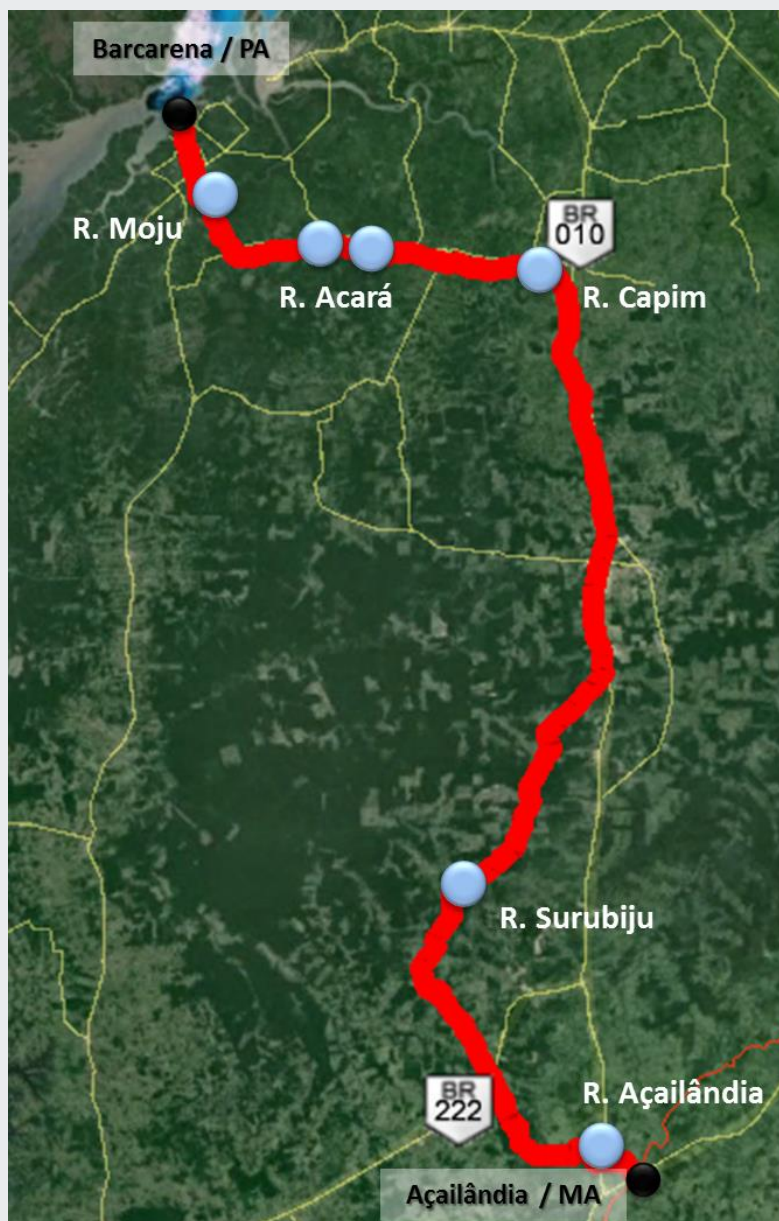 Barcarena / PA
R. Moju
BR
010
R. Acará
R. Capim
R. Surubiju
BR
222
R. Açailândia
Açailândia / MA